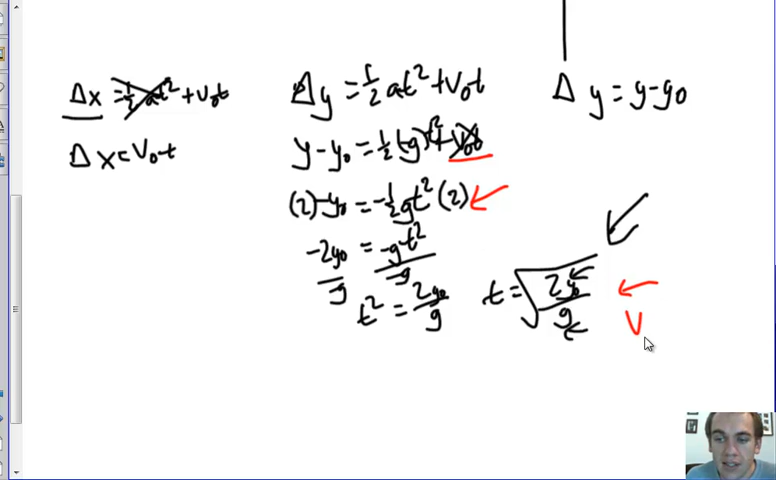 Δx = ½at² + v₀t
Δx = v₀t
Δy = ½at² + v₀t
y - y₀ = ½(-g)t² + v₀t
(2) -y₀ = -½gt² (2)
-2y₀/-g = -gt²/-g
t² = 2y₀/g
t = √(2y₀/g)
Δy = y - y₀
V